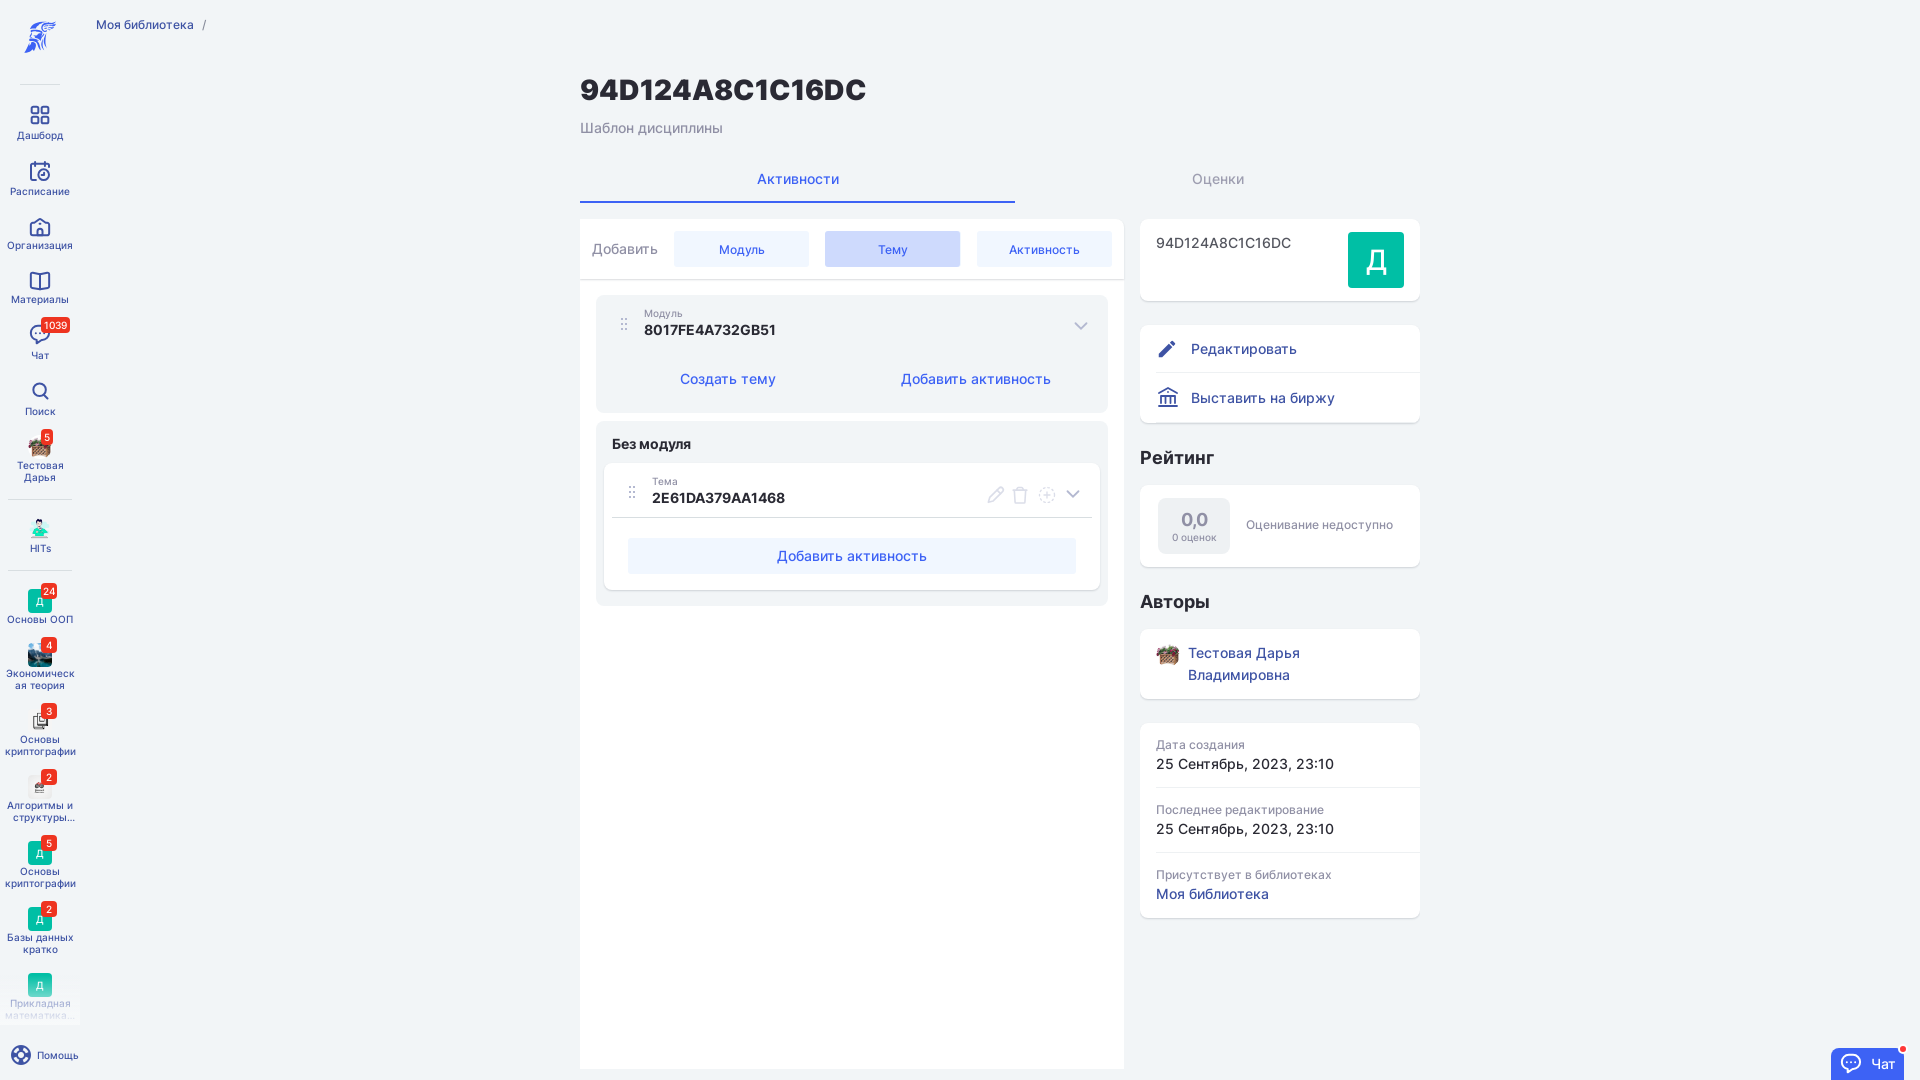 Моя библиотека /
Дашборд
Расписание
Организация
Материалы
1039
Чат
Поиск
5
Тестовая
Дарья
HITs
24
Д
Основы ООП
4
Экономическ
ая теория
3
Основы
криптографии
2
Алгоритмы и
структуры...
5
Д
Основы
криптографии
2
Д
Базы данных
кратко
Д
Прикладная
математика...
Помощь
94D124A8C1C16DC
Шаблон дисциплины
Активности
Оценки
Добавить
Модуль
Тему
Активность
Модуль
8017FE4A732GB51
Создать тему
Добавить активность
Без модуля
Тема
2E61DA379AA1468
Добавить активность
94D124A8C1C16DC
Д
Редактировать
Выставить на биржу
Рейтинг
0,0
0 оценок
Оценивание недоступно
Авторы
Тестовая Дарья
Владимировна
Дата создания
25 Сентябрь, 2023, 23:10
Последнее редактирование
25 Сентябрь, 2023, 23:10
Присутствует в библиотеках
Моя библиотека
Чат